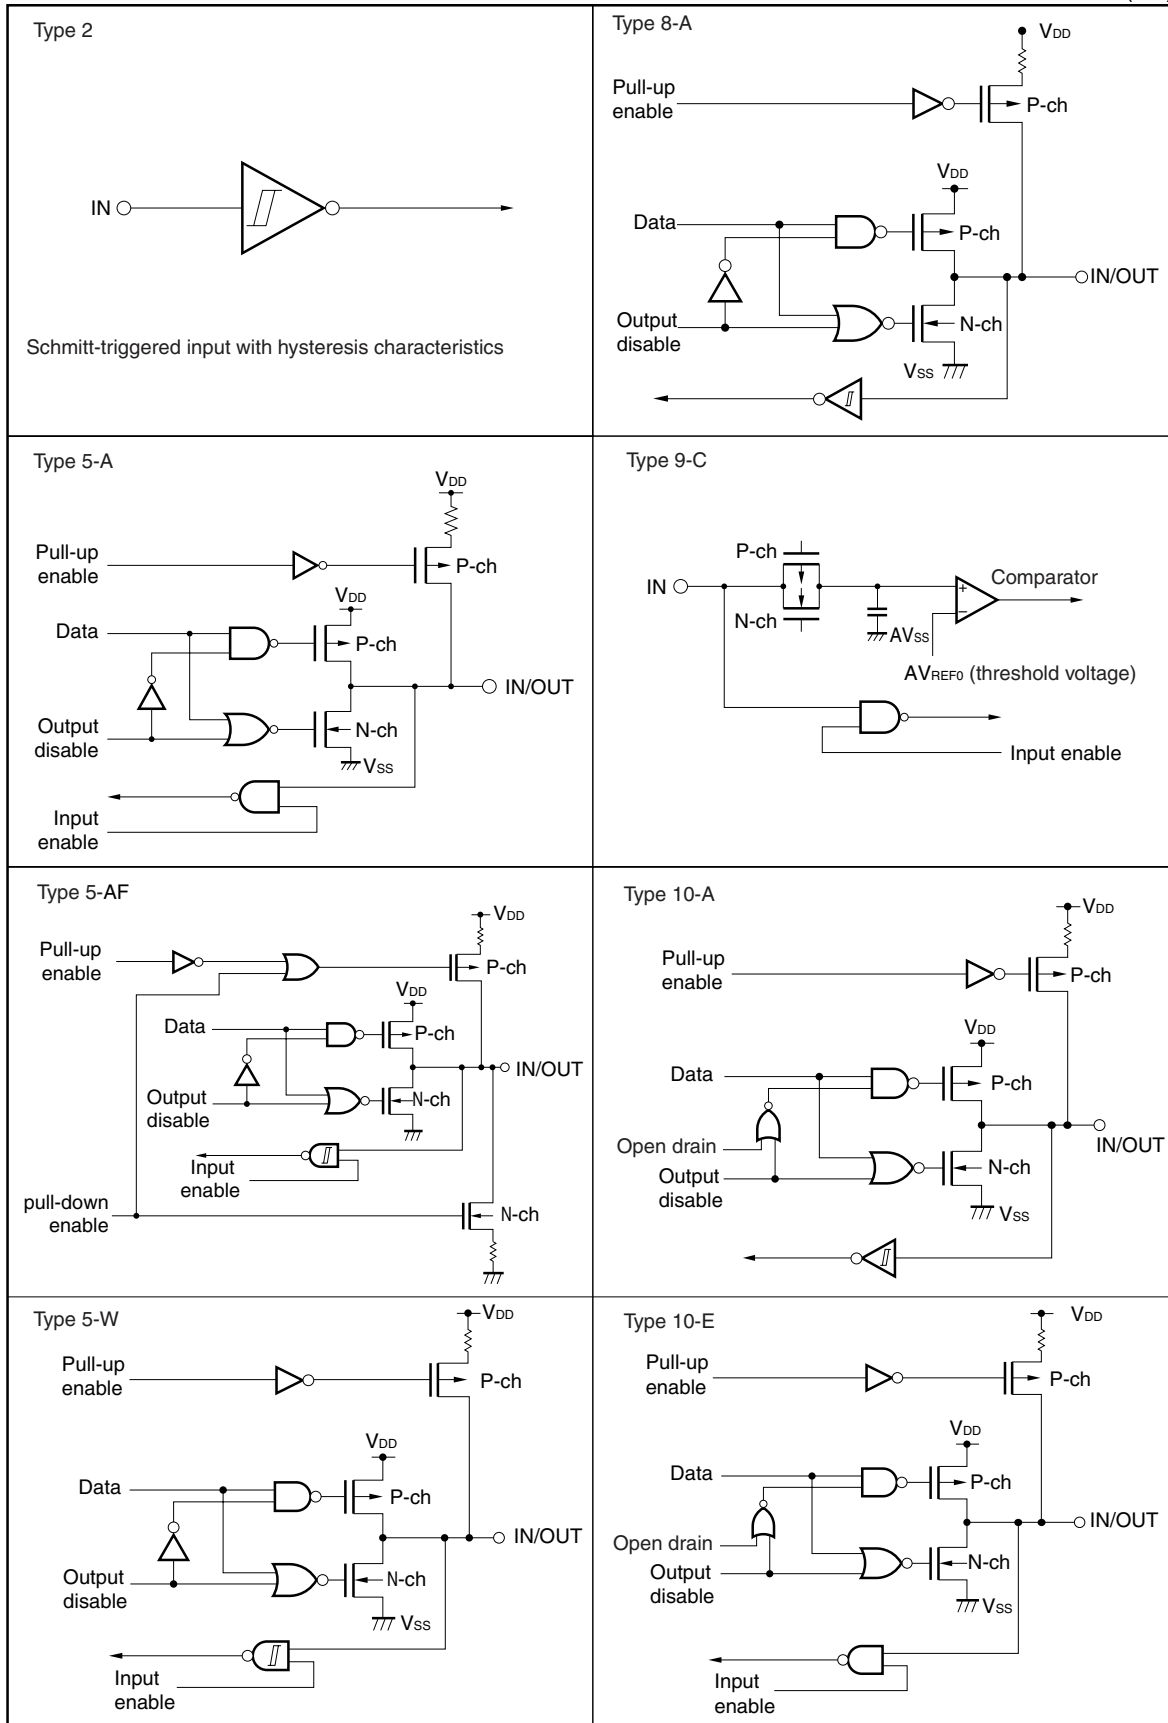 Type 2
IN
Schmitt-triggered input with hysteresis characteristics
Type 8-A
VDD
Pull-up
enable
P-ch
VDD
Data
P-ch
IN/OUT
Output
disable
N-ch
VSS
Type 5-A
VDD
Pull-up
enable
P-ch
VDD
Data
P-ch
IN/OUT
Output
disable
N-ch
VSS
Input
enable
Type 9-C
P-ch
IN
Comparator
+
−
N-ch
AVSS
AVREF0 (threshold voltage)
Input enable
Type 5-AF
VDD
Pull-up
enable
P-ch
VDD
Data
P-ch
IN/OUT
Output
disable
N-ch
Input
enable
pull-down
enable
N-ch
Type 10-A
VDD
Pull-up
enable
P-ch
VDD
Data
P-ch
IN/OUT
Open drain
Output
disable
N-ch
VSS
Type 5-W
VDD
Pull-up
enable
P-ch
VDD
Data
P-ch
IN/OUT
Output
disable
N-ch
VSS
Input
enable
Type 10-E
VDD
Pull-up
enable
P-ch
VDD
Data
P-ch
IN/OUT
Open drain
Output
disable
N-ch
VSS
Input
enable